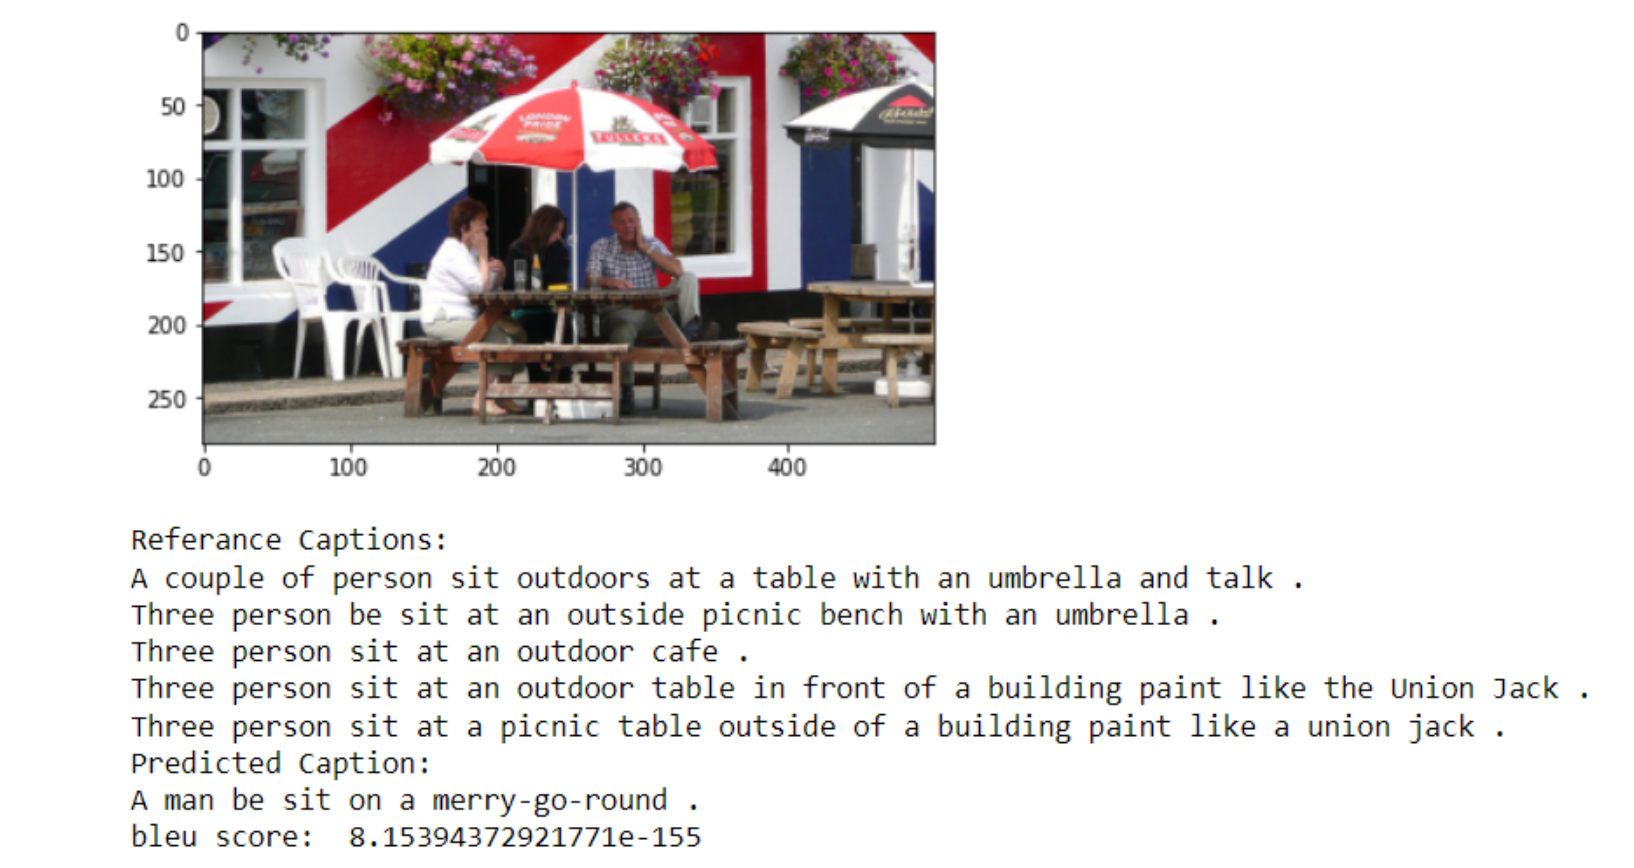 0
50
100
150
200
250
0 100 200 300 400
LONDON
PRIDE
FULLER'S
Referance Captions:
A couple of person sit outdoors at a table with an umbrella and talk .
Three person be sit at an outside picnic bench with an umbrella .
Three person sit at an outdoor cafe .
Three person sit at an outdoor table in front of a building paint like the Union Jack .
Three person sit at a picnic table outside of a building paint like a union jack .
Predicted Caption:
A man be sit on a merry-go-round .
bleu score:  8.15394372921771e-155